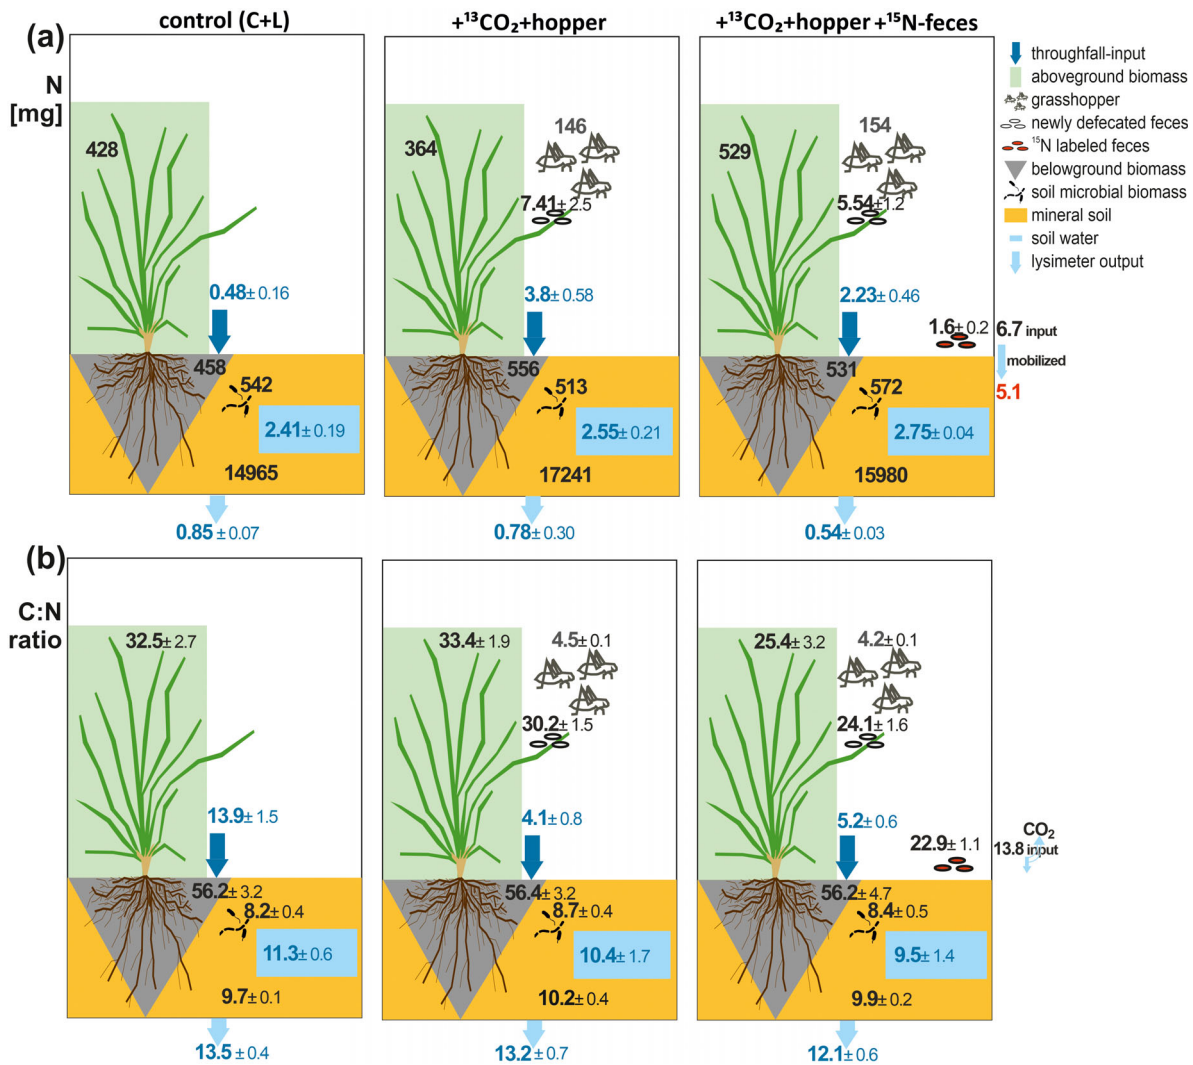 control (C+L)
+¹³CO₂+hopper
+¹³CO₂+hopper +¹⁵N-feces
(a)
N
[mg]
428
0.48± 0.16
458
542
2.41± 0.19
14965
0.85± 0.07
364
146
7.41± 2.5
3.8± 0.58
556
513
2.55± 0.21
17241
0.78± 0.30
529
154
5.54±1.2
2.23± 0.46
1.6± 0.2
6.7 input
mobilized
5.1
531
572
2.75± 0.04
15980
0.54± 0.03
throughfall-input
aboveground biomass
grasshopper
newly defecated feces
¹⁵N labeled feces
belowground biomass
soil microbial biomass
mineral soil
soil water
lysimeter output
(b)
C:N
ratio
32.5± 2.7
13.9± 1.5
56.2± 3.2
8.2± 0.4
11.3± 0.6
9.7± 0.1
13.5± 0.4
33.4± 1.9
4.5± 0.1
30.2± 1.5
4.1± 0.8
56.4± 3.2
8.7± 0.4
10.4± 1.7
10.2± 0.4
13.2± 0.7
25.4± 3.2
4.2± 0.1
24.1± 1.6
5.2± 0.6
22.9± 1.1
CO₂
13.8 input
56.2± 4.7
8.4± 0.5
9.5± 1.4
9.9± 0.2
12.1± 0.6